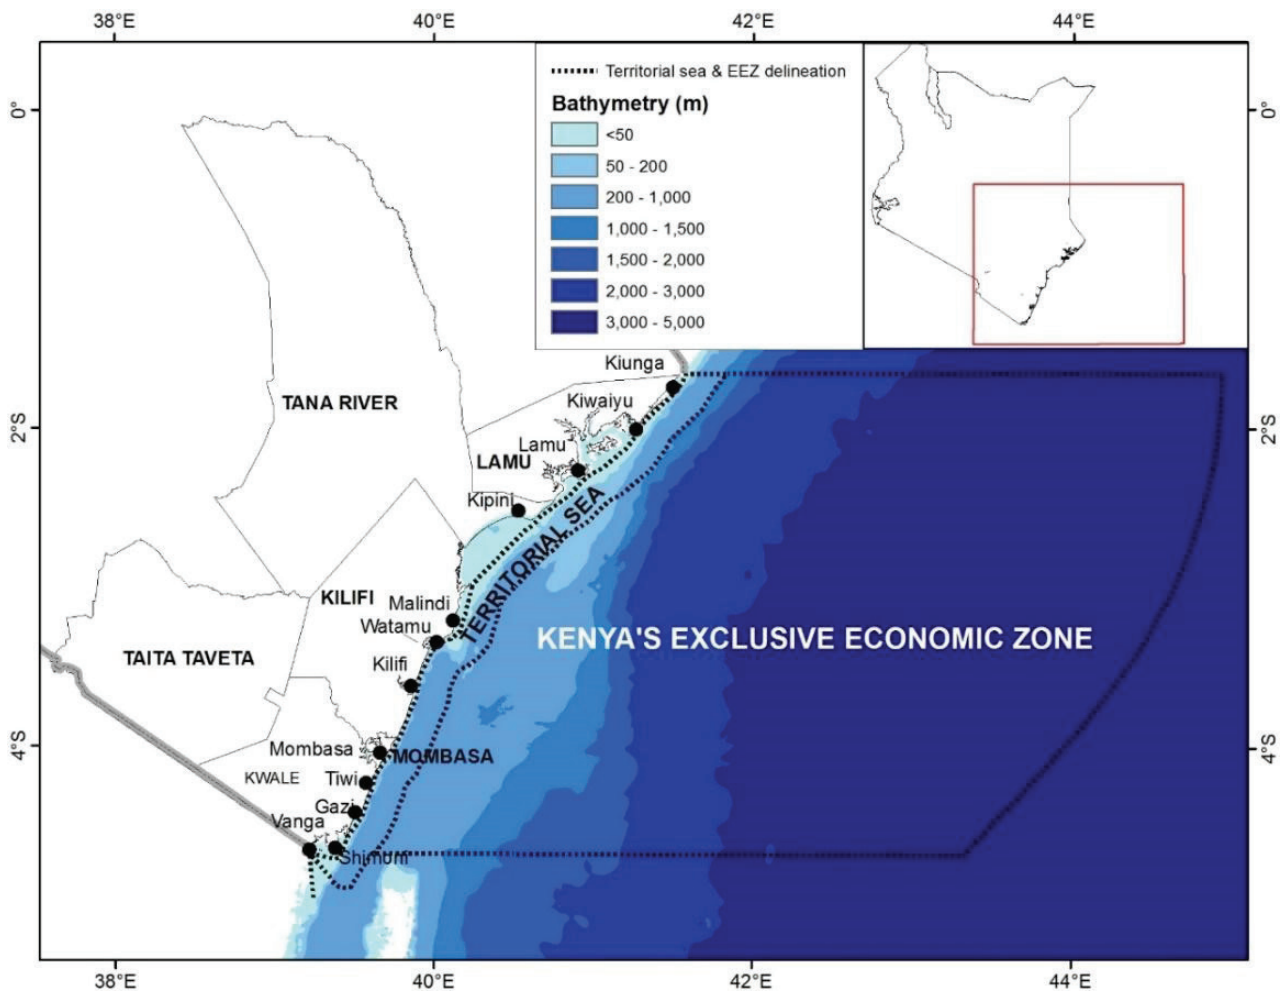 38°E
40°E
42°E
44°E
Territorial sea & EEZ delineation
Bathymetry (m)
<50
50 - 200
200 - 1,000
1,000 - 1,500
1,500 - 2,000
2,000 - 3,000
3,000 - 5,000
0°
0°
Kiunga
Kiwaiyu
TANA RIVER
2°S
2°S
Lamu
LAMU
Kipini
TERRITORIAL SEA
KILIFI
Malindi
Watamu
KENYA'S EXCLUSIVE ECONOMIC ZONE
TAITA TAVETA
Kilifi
4°S
4°S
Mombasa
MOMBASA
KWALE
Tiwi
Gazi
Vanga
Shimoni
38°E
40°E
42°E
44°E